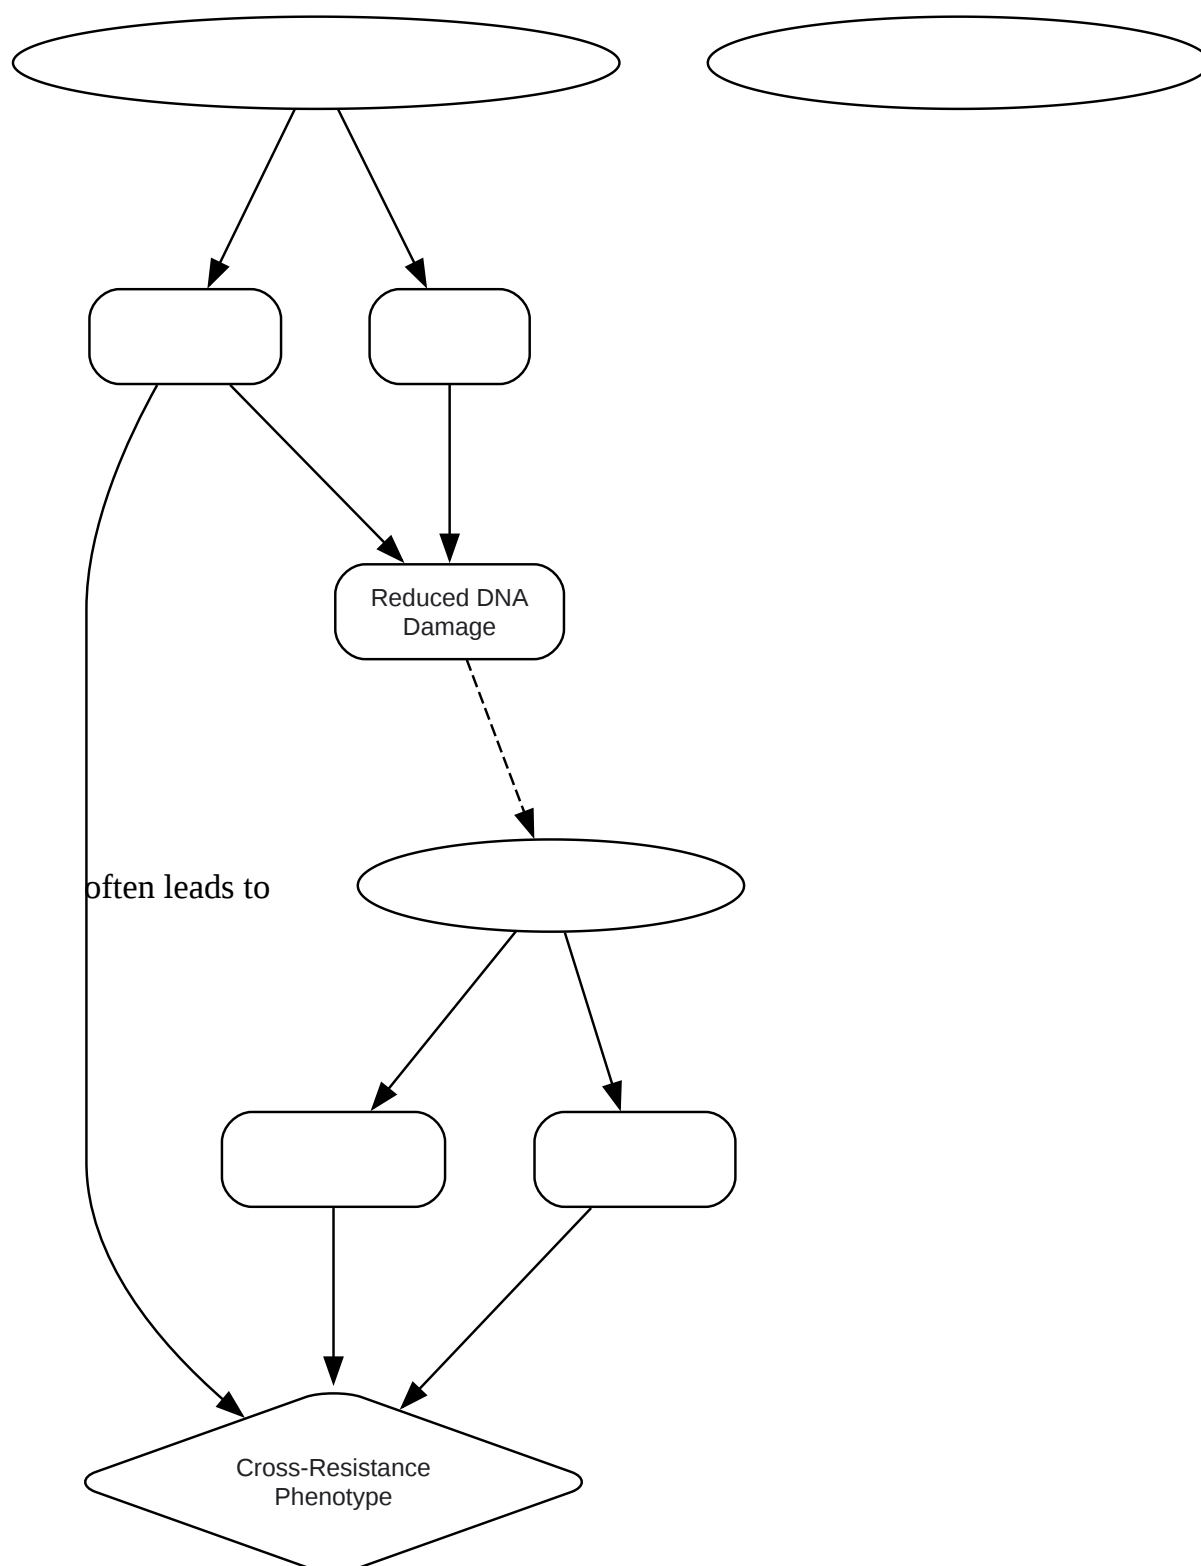 Reduced DNA
Damage
often leads to
Cross-Resistance
Phenotype